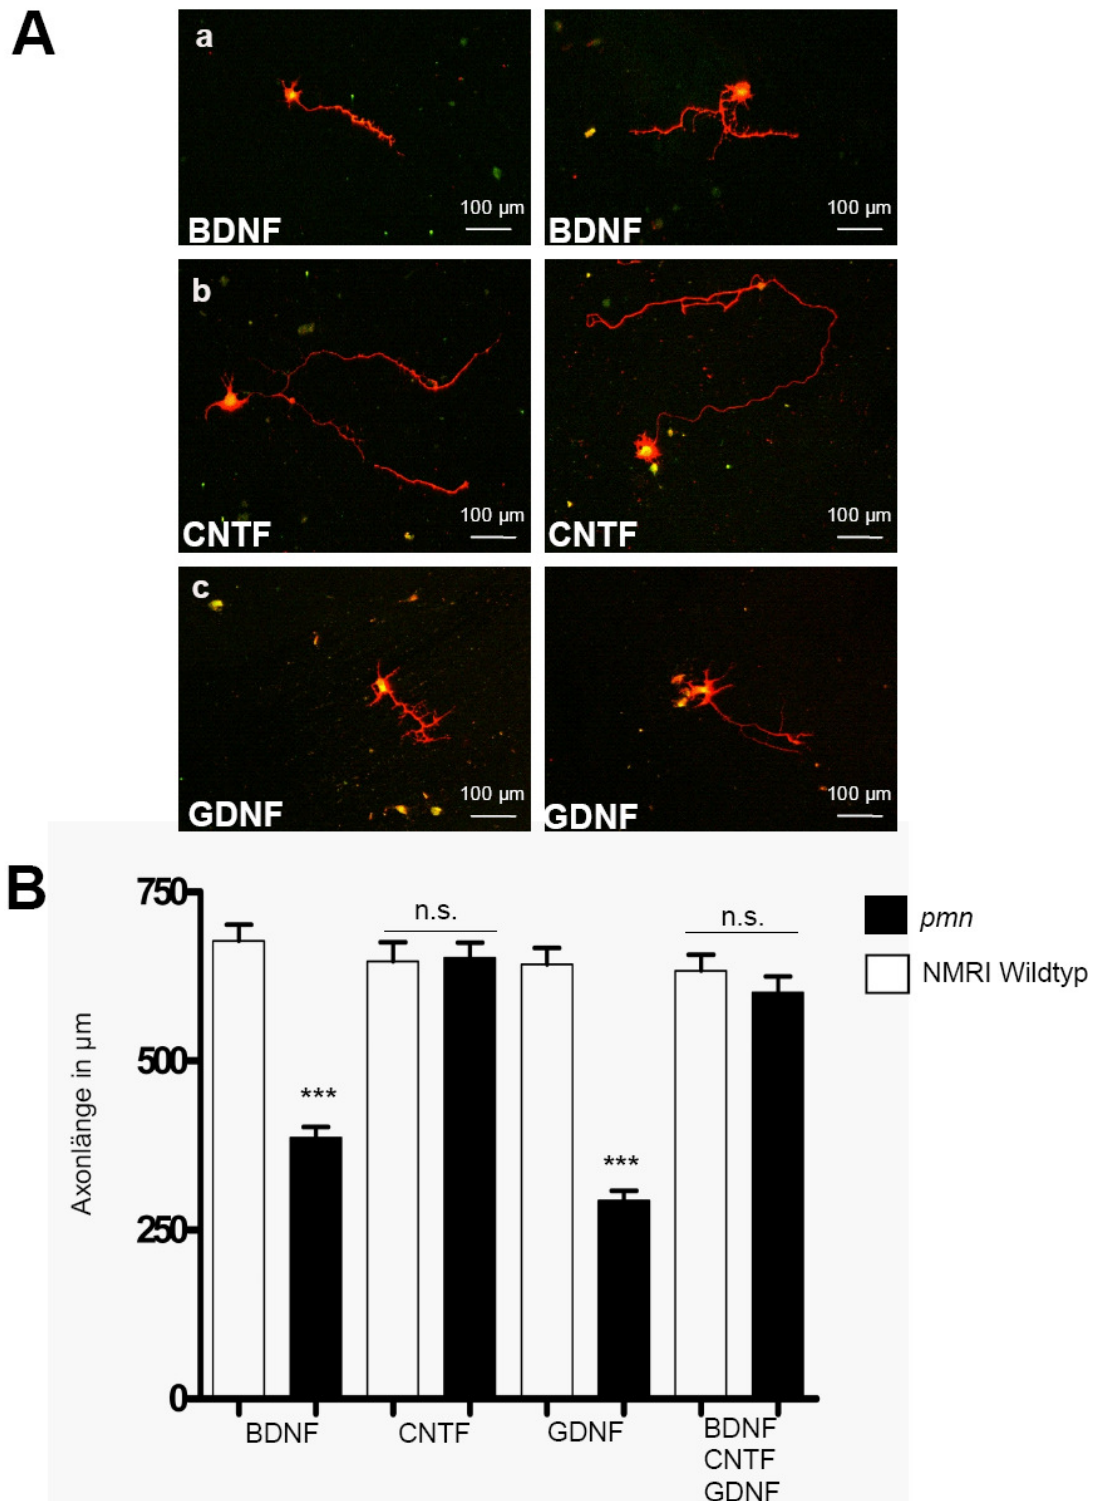 A
a
100 µm
BDNF
100 µm
BDNF
b
100 µm
CNTF
100 µm
CNTF
c
100 µm
GDNF
100 µm
GDNF
B
Axonlänge in µm
750
500
250
0
***
n.s.
***
n.s.
pmn
NMRI Wildtyp
BDNF
CNTF
GDNF
BDNF
CNTF
GDNF